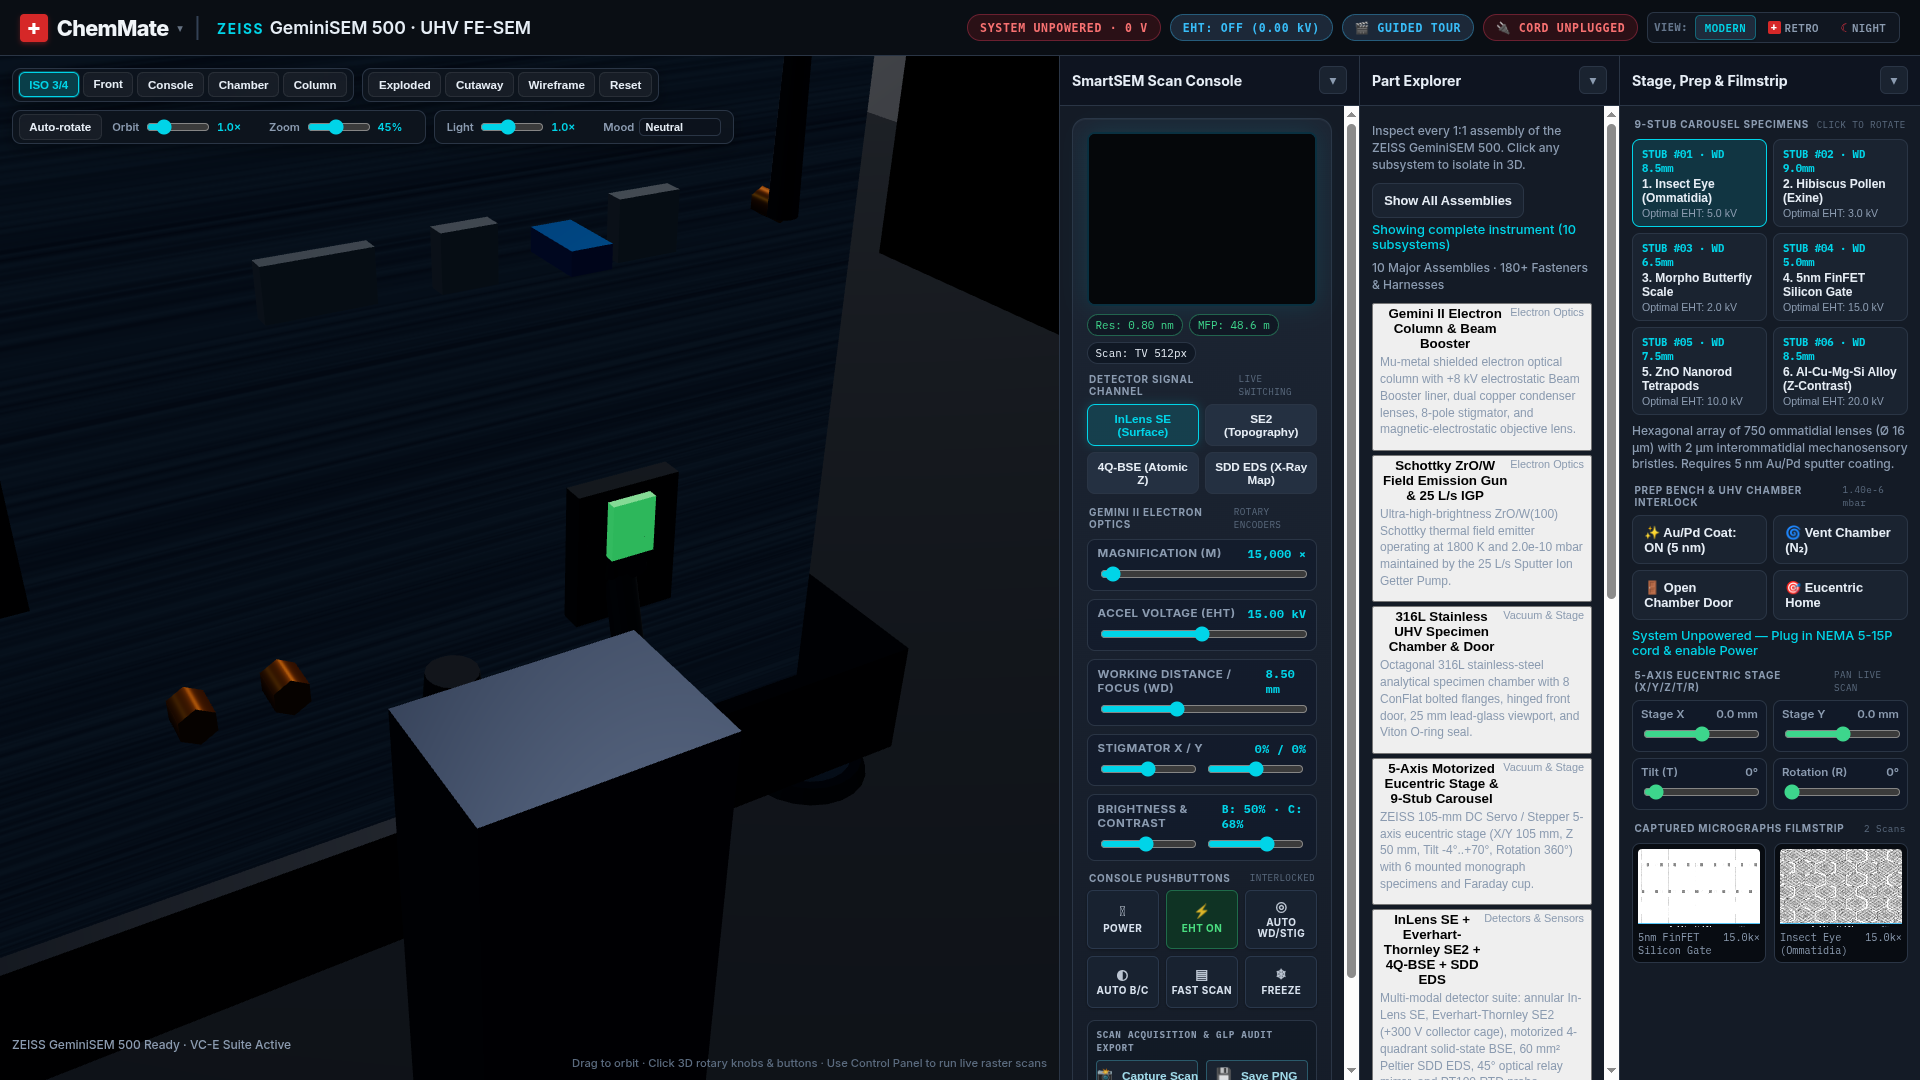 ChemMate
ZEISS GeminiSEM 500 · UHV FE-SEM
SYSTEM UNPOWERED · 0 V
EHT: OFF (0.00 kV)
GUIDED TOUR
CORD UNPLUGGED
VIEW: MODERN RETRO NIGHT
ISO 3/4 Front Console Chamber Column
Exploded Cutaway Wireframe Reset
Auto-rotate Orbit 1.0× Zoom 45%
Light 1.0× Mood Neutral
ZEISS GeminiSEM 500 Ready · VC-E Suite Active
Drag to orbit · Click 3D rotary knobs & buttons · Use Control Panel to run live raster scans
SmartSEM Scan Console
Res: 0.80 nm
MFP: 48.6 m
Scan: TV 512px
DETECTOR SIGNAL
CHANNEL
LIVE
SWITCHING
InLens SE
(Surface)
SE2
(Topography)
4Q-BSE (Atomic
Z)
SDD EDS (X-Ray
Map)
GEMINI II ELECTRON
OPTICS
ROTARY
ENCODERS
MAGNIFICATION (M) 15,000 ×
ACCEL VOLTAGE (EHT) 15.00 kV
WORKING DISTANCE /
FOCUS (WD)
8.50
mm
STIGMATOR X / Y 0% / 0%
BRIGHTNESS &
CONTRAST
B: 50% · C:
68%
CONSOLE PUSHBUTTONS INTERLOCKED
POWER
EHT ON
AUTO
WD/STIG
AUTO B/C
FAST SCAN
FREEZE
SCAN ACQUISITION & GLP AUDIT
EXPORT
Capture Scan
Save PNG
Part Explorer
Inspect every 1:1 assembly of the
ZEISS GeminiSEM 500. Click any
subsystem to isolate in 3D.
Show All Assemblies
Showing complete instrument (10
subsystems)
10 Major Assemblies · 180+ Fasteners
& Harnesses
Gemini II Electron
Column & Beam
Booster
Electron Optics
Mu-metal shielded electron optical
column with +8 kV electrostatic Beam
Booster liner, dual copper condenser
lenses, 8-pole stigmator, and
magnetic-electrostatic objective lens.
Schottky ZrO/W
Field Emission Gun
& 25 L/s IGP
Electron Optics
Ultra-high-brightness ZrO/W(100)
Schottky thermal field emitter
operating at 1800 K and 2.0e-10 mbar
maintained by the 25 L/s Sputter Ion
Getter Pump.
316L Stainless
UHV Specimen
Chamber & Door
Vacuum & Stage
Octagonal 316L stainless-steel
analytical specimen chamber with 8
ConFlat bolted flanges, hinged front
door, 25 mm lead-glass viewport, and
Viton O-ring seal.
5-Axis Motorized
Eucentric Stage &
9-Stub Carousel
Vacuum & Stage
ZEISS 105-mm DC Servo / Stepper 5-
axis eucentric stage (X/Y 105 mm, Z
50 mm, Tilt -4°..+70°, Rotation 360°)
with 6 mounted monograph
specimens and Faraday cup.
InLens SE +
Everhart-
Thornley SE2 +
4Q-BSE + SDD
EDS
Detectors & Sensors
Multi-modal detector suite: annular In-
Lens SE, Everhart-Thornley SE2
(+300 V collector cage), motorized 4-
quadrant solid-state BSE, 60 mm²
Peltier SDD EDS, 45° optical relay
mirror, and PT100 RTD probe
Stage, Prep & Filmstrip
9-STUB CAROUSEL SPECIMENS CLICK TO ROTATE
STUB #01 · WD
8.5mm
1. Insect Eye
(Ommatidia)
Optimal EHT: 5.0 kV
STUB #02 · WD
9.0mm
2. Hibiscus Pollen
(Exine)
Optimal EHT: 3.0 kV
STUB #03 · WD
6.5mm
3. Morpho Butterfly
Scale
Optimal EHT: 2.0 kV
STUB #04 · WD
5.0mm
4. 5nm FinFET
Silicon Gate
Optimal EHT: 15.0 kV
STUB #05 · WD
7.5mm
5. ZnO Nanorod
Tetrapods
Optimal EHT: 10.0 kV
STUB #06 · WD
8.5mm
6. Al-Cu-Mg-Si Alloy
(Z-Contrast)
Optimal EHT: 20.0 kV
Hexagonal array of 750 ommatidial lenses (Ø 16
µm) with 2 µm interommatidial mechanosensory
bristles. Requires 5 nm Au/Pd sputter coating.
PREP BENCH & UHV CHAMBER
INTERLOCK
1.40e-6
mbar
Au/Pd Coat:
ON (5 nm)
Vent Chamber
(N₂)
Open
Chamber Door
Eucentric
Home
System Unpowered — Plug in NEMA 5-15P
cord & enable Power
5-AXIS EUCENTRIC STAGE
(X/Y/Z/T/R)
PAN LIVE
SCAN
Stage X 0.0 mm
Stage Y 0.0 mm
Tilt (T) 0°
Rotation (R) 0°
CAPTURED MICROGRAPHS FILMSTRIP 2 Scans
5nm FinFET
Silicon Gate
15.0k×
Insect Eye
(Ommatidia)
15.0k×